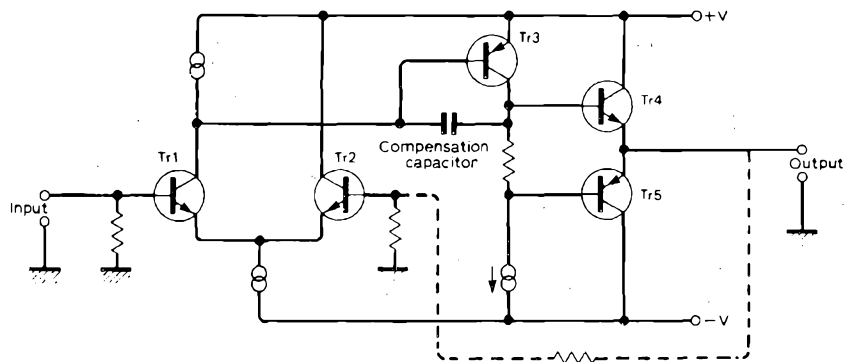 Tr3
+V
Tr4
Compensation
capacitor
Tr1
Tr2
Input
Output
Tr5
−V